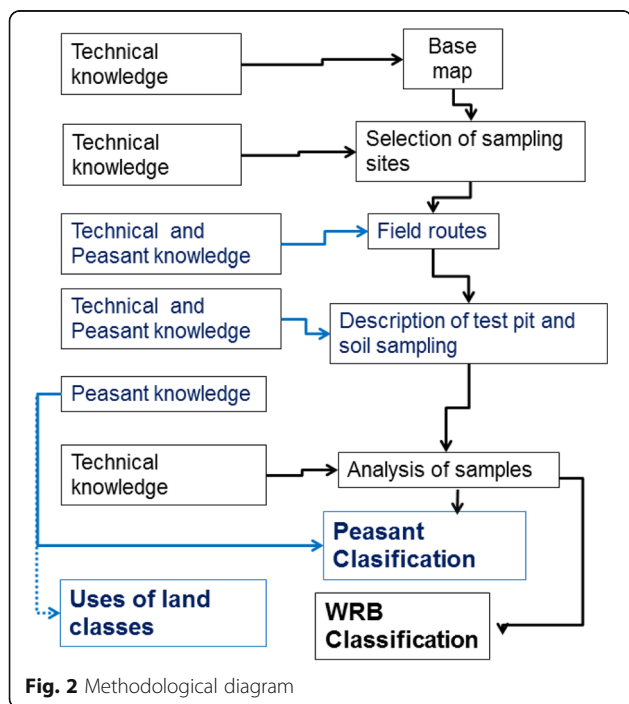 Technical
knowledge
Base
map
Technical
knowledge
Selection of sampling
sites
Technical and
Peasant knowledge
Field routes
Technical and
Peasant knowledge
Description of test pit and
soil sampling
Peasant knowledge
Technical
knowledge
Analysis of samples
Peasant
Clasification
Uses of land
classes
WRB
Classification
Fig. 2 Methodological diagram